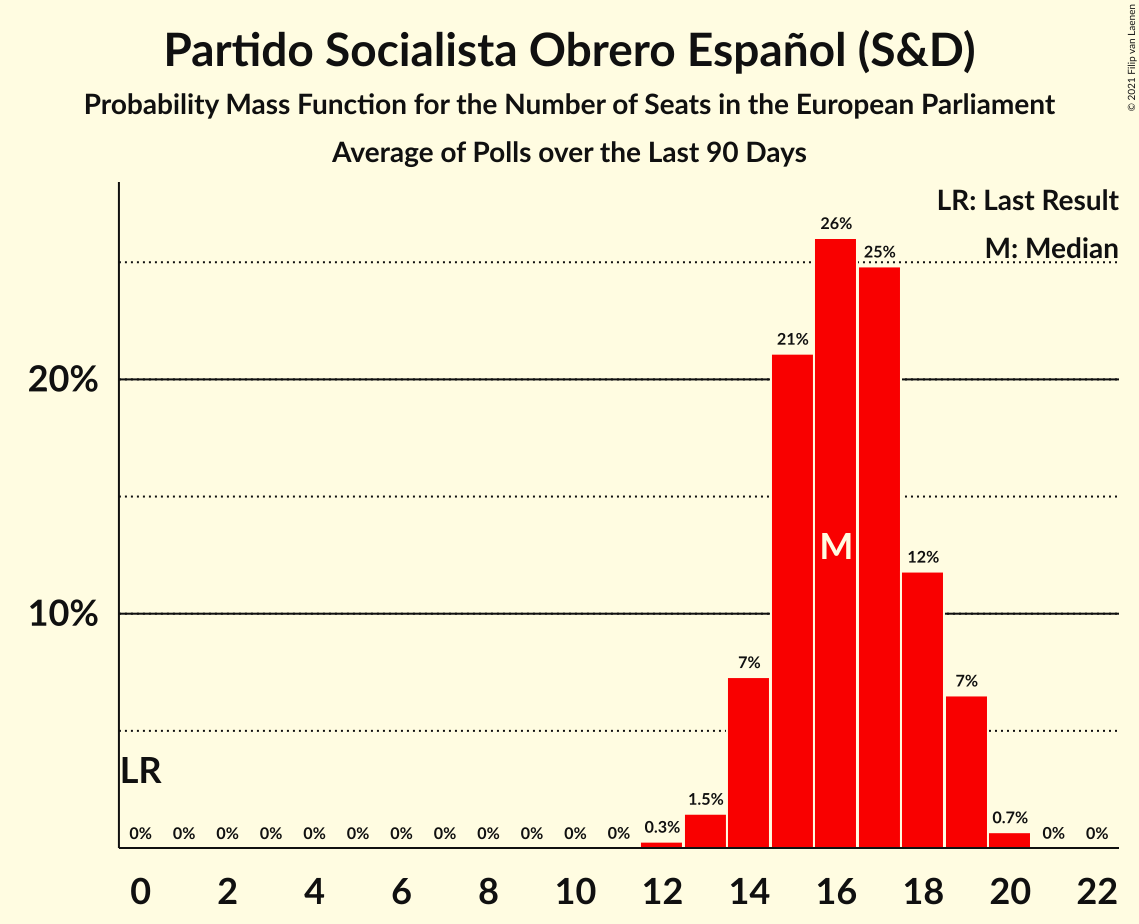 Partido Socialista Obrero Español (S&D)
Probability Mass Function for the Number of Seats in the European Parliament
Average of Polls over the Last 90 Days
© 2021 Filip van Laenen
LR: Last Result
M: Median
26%
25%
21%
20%
M
12%
10%
7%
7%
LR
1.5%
0% 0% 0% 0% 0% 0% 0% 0% 0% 0% 0% 0% 0.3% 0.7% 0% 0%
0 2 4 6 8 10 12 14 16 18 20 22